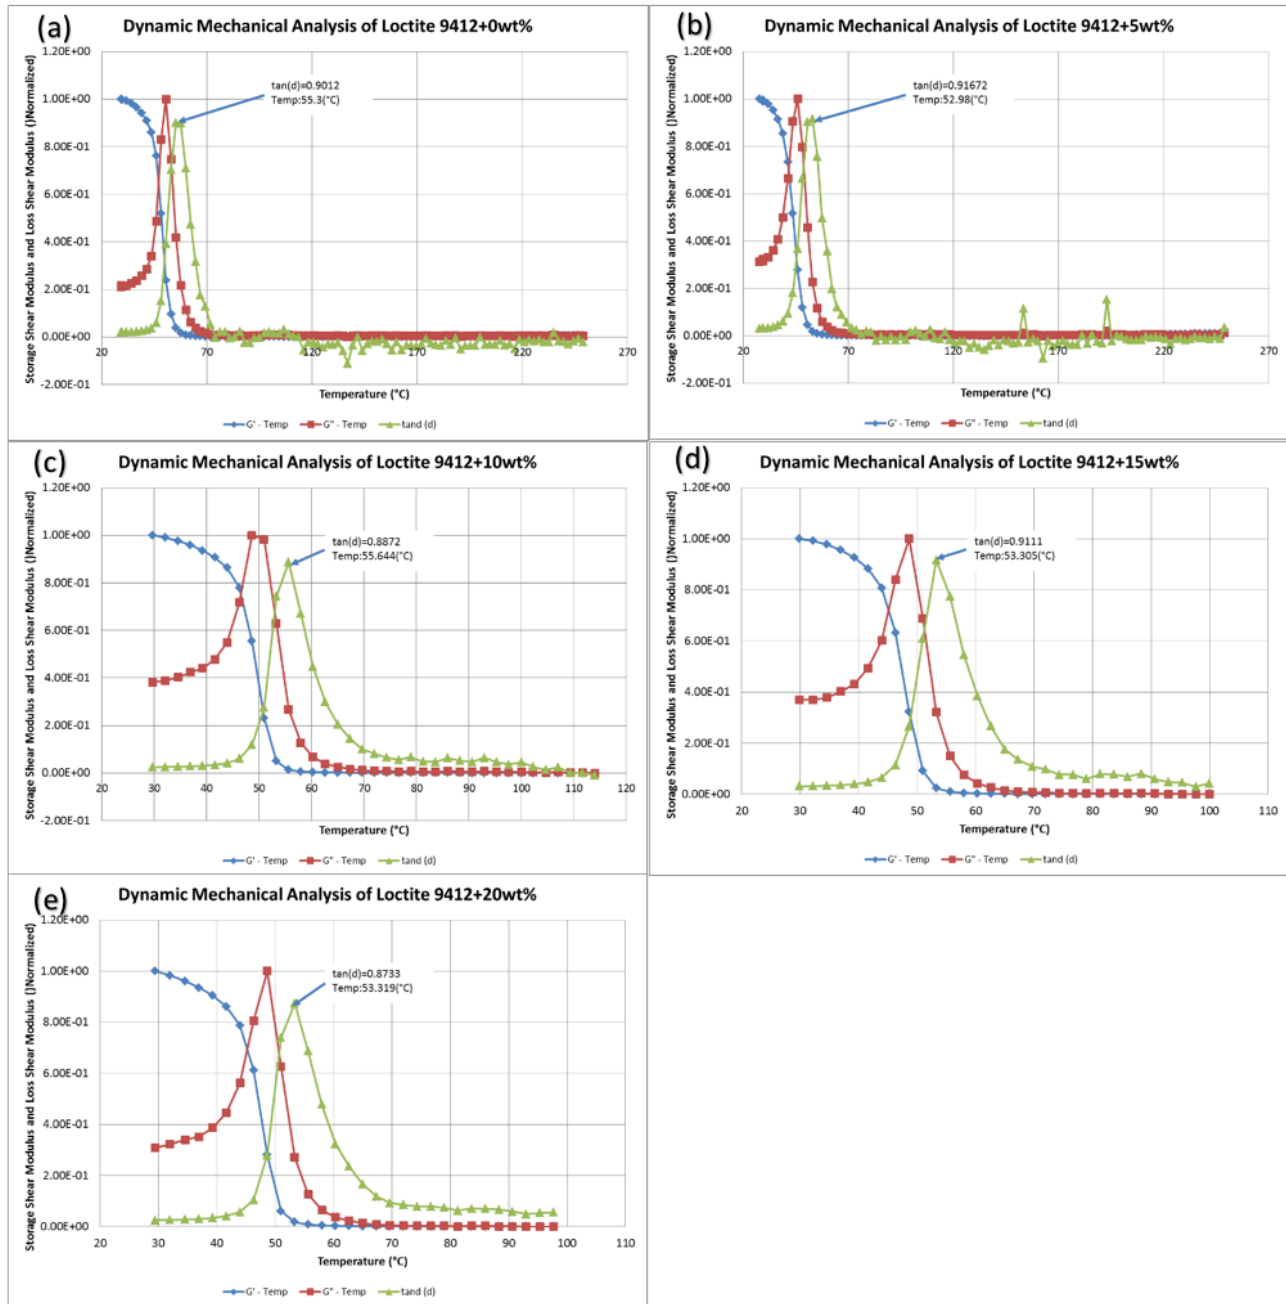 (a)
Dynamic Mechanical Analysis of Loctite 9412+0wt%
Storage Shear Modulus and Loss Shear Modulus ()Normalized)
1.20E+00
1.00E+00
8.00E-01
6.00E-01
4.00E-01
2.00E-01
0.00E+00
-2.00E-01
tan(d)=0.9012
Temp:55.3(°C)
20 70 120 170 220 270
Temperature (°C)
G' - Temp G" - Temp tand (d)
(b)
Dynamic Mechanical Analysis of Loctite 9412+5wt%
Storage Shear Modulus and Loss Shear Modulus ()Normalized)
1.20E+00
1.00E+00
8.00E-01
6.00E-01
4.00E-01
2.00E-01
0.00E+00
-2.00E-01
tan(d)=0.91672
Temp:52.98(°C)
20 70 120 170 220 270
Temperature (°C)
G' - Temp G" - Temp tand (d)
(c)
Dynamic Mechanical Analysis of Loctite 9412+10wt%
Storage Shear Modulus and Loss Shear Modulus ()Normalized)
1.20E+00
1.00E+00
8.00E-01
6.00E-01
4.00E-01
2.00E-01
0.00E+00
-2.00E-01
tan(d)=0.8872
Temp:55.644(°C)
20 30 40 50 60 70 80 90 100 110 120
Temperature (°C)
G' - Temp G" - Temp tand (d)
(d)
Dynamic Mechanical Analysis of Loctite 9412+15wt%
Storage Shear Modulus and Loss Shear Modulus ()Normalized)
1.20E+00
1.00E+00
8.00E-01
6.00E-01
4.00E-01
2.00E-01
0.00E+00
tan(d)=0.9111
Temp:53.305(°C)
20 30 40 50 60 70 80 90 100 110
Temperature (°C)
G' - Temp G" - Temp tand (d)
(e)
Dynamic Mechanical Analysis of Loctite 9412+20wt%
Storage Shear Modulus and Loss Shear Modulus ()Normalized)
1.20E+00
1.00E+00
8.00E-01
6.00E-01
4.00E-01
2.00E-01
0.00E+00
tan(d)=0.8733
Temp:53.319(°C)
20 30 40 50 60 70 80 90 100 110
Temperature (°C)
G' - Temp G" - Temp tand (d)